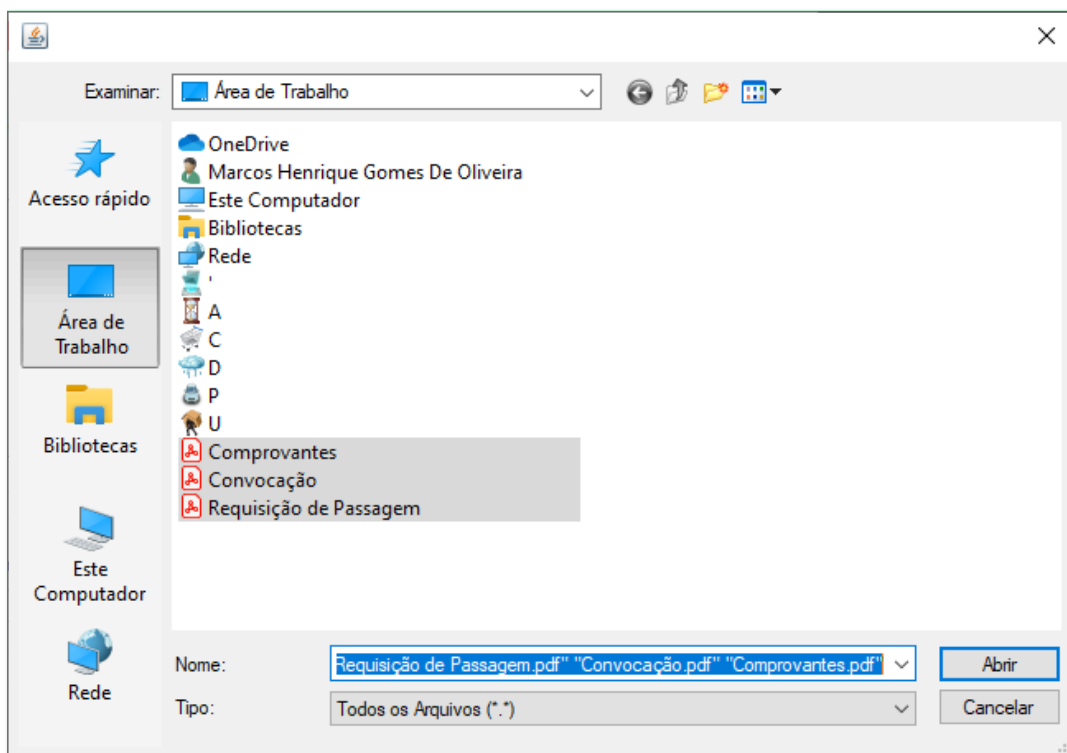 Examinar:
Área de Trabalho
Acesso rápido
Área de
Trabalho
Bibliotecas
Este
Computador
Rede
OneDrive
Marcos Henrique Gomes De Oliveira
Este Computador
Bibliotecas
Rede
'
A
C
D
P
U
Comprovantes
Convocação
Requisição de Passagem
Nome:
Requisição de Passagem.pdf" "Convocação.pdf" "Comprovantes.pdf"
Abrir
Tipo:
Todos os Arquivos (*.*)
Cancelar